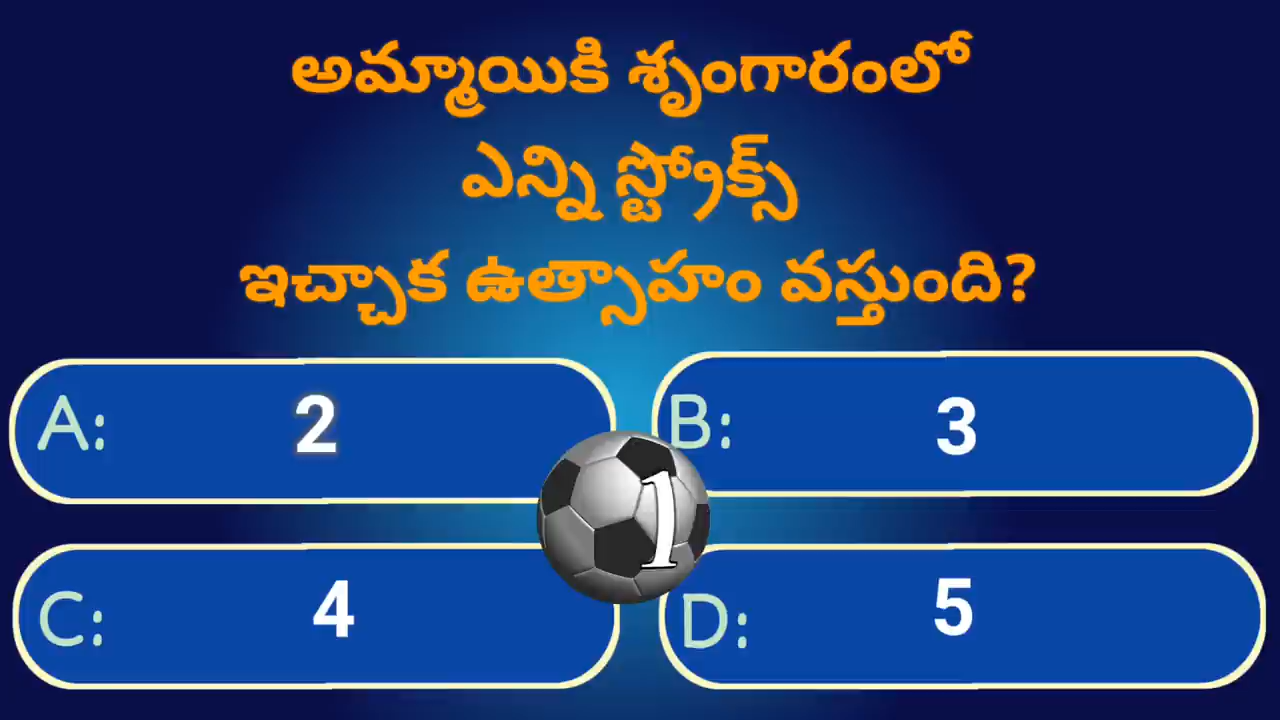 అమ్మాయికి శృంగారంలో
ఎన్ని స్ట్రోక్స్
ఇచ్చాక ఉత్సాహం వస్తుంది?
A: 2
B: 3
1
C: 4
D: 5